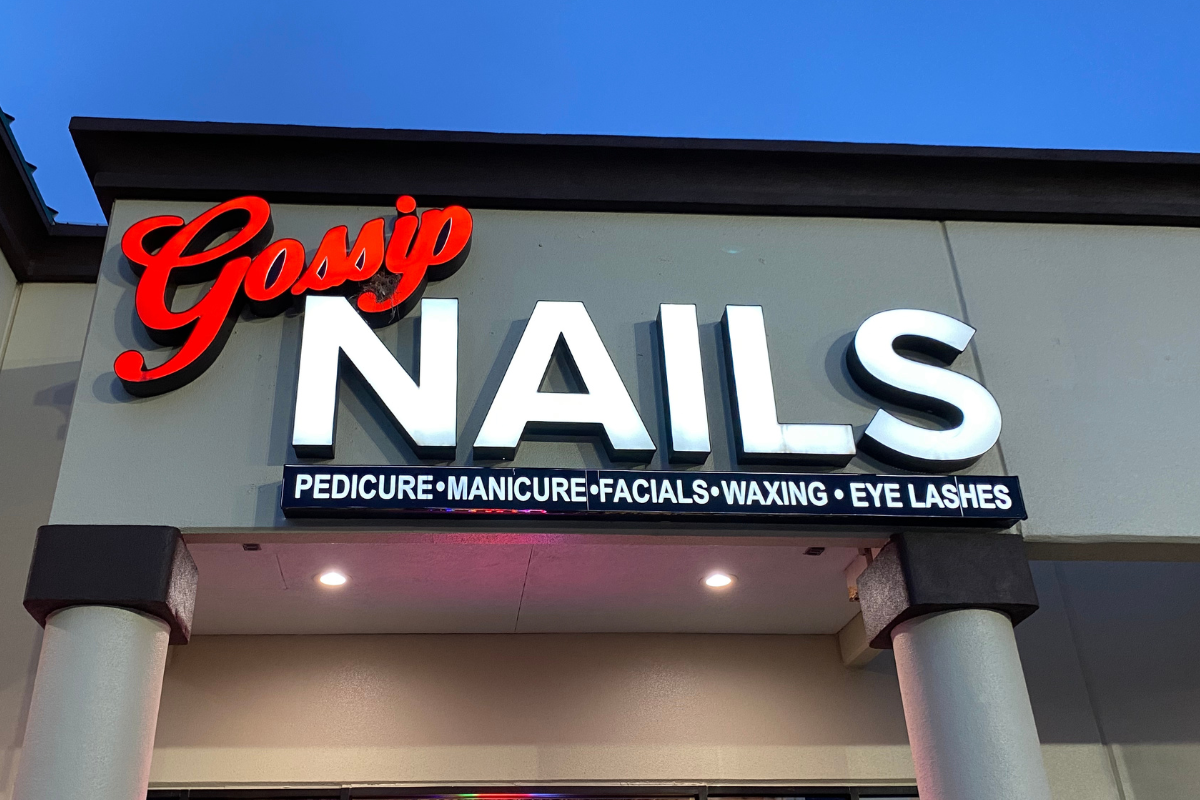 Gossip
NAILS
PEDICURE•MANICURE•FACIALS•WAXING • EYE LASHES